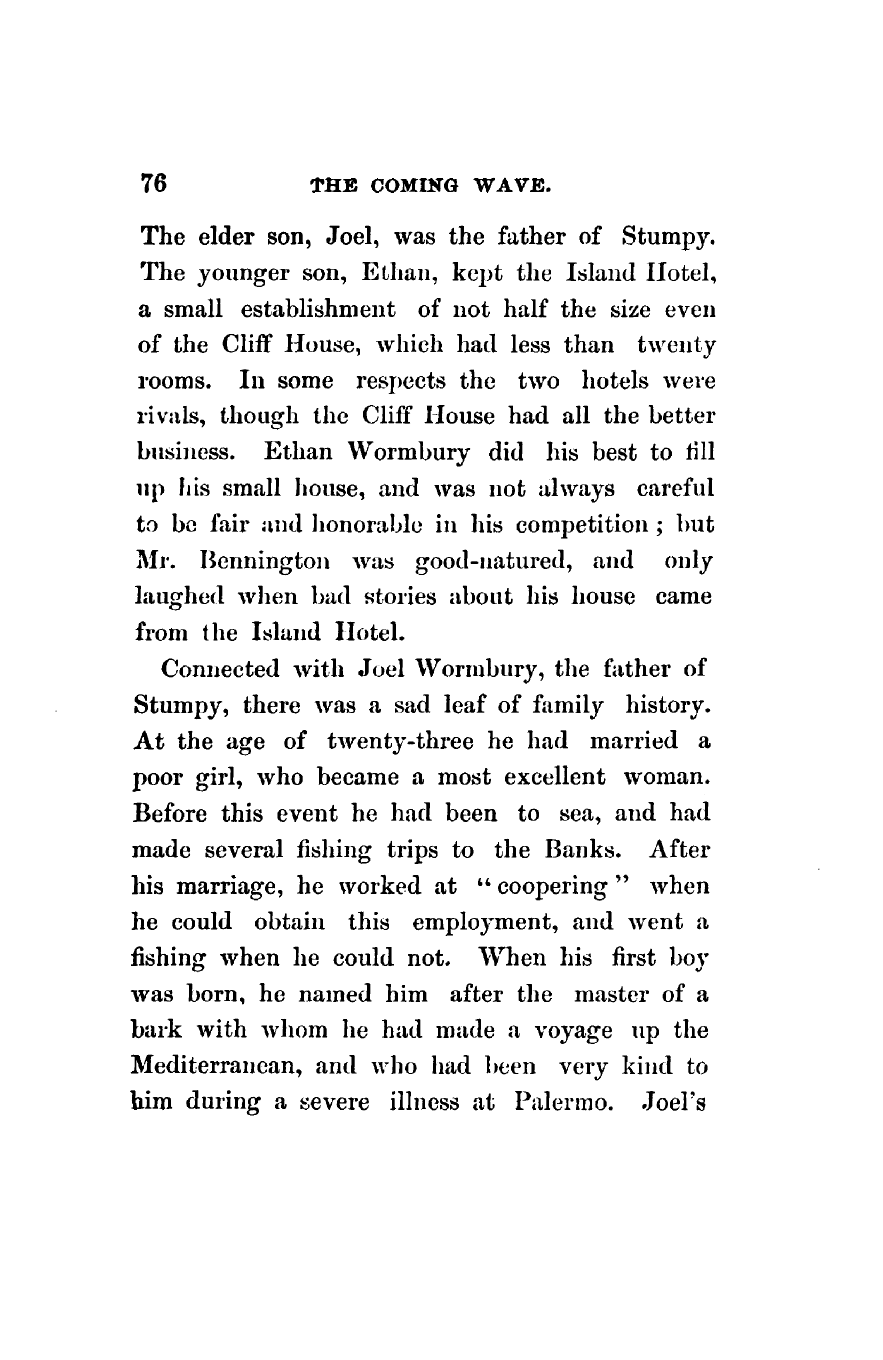 76 THE COMING WAVE.
The elder son, Joel, was the father of Stumpy.
The younger son, Ethan, kept the Island Hotel,
a small establishment of not half the size even
of the Cliff House, which had less than twenty
rooms. In some respects the two hotels were
rivals, though the Cliff House had all the better
business. Ethan Wormbury did his best to fill
up his small house, and was not always careful
to be fair and honorable in his competition ; but
Mr. Bennington was good-natured, and only
laughed when bad stories about his house came
from the Island Hotel.
Connected with Joel Wormbury, the father of
Stumpy, there was a sad leaf of family history.
At the age of twenty-three he had married a
poor girl, who became a most excellent woman.
Before this event he had been to sea, and had
made several fishing trips to the Banks. After
his marriage, he worked at “ coopering ” when
he could obtain this employment, and went a
fishing when he could not. When his first boy
was born, he named him after the master of a
bark with whom he had made a voyage up the
Mediterranean, and who had been very kind to
him during a severe illness at Palermo. Joel’s